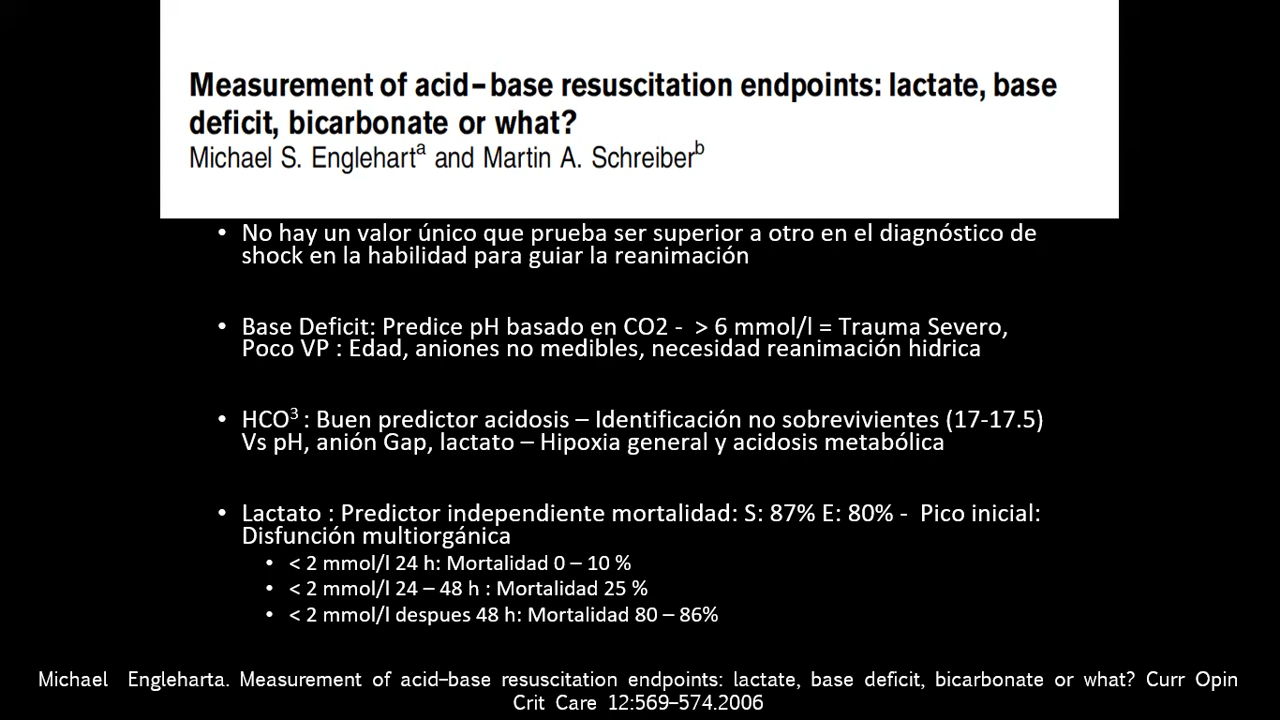 Measurement of acid–base resuscitation endpoints: lactate, base
deficit, bicarbonate or what?
Michael S. Englehartᵃ and Martin A. Schreiberᵇ
• No hay un valor único que prueba ser superior a otro en el diagnóstico de
shock en la habilidad para guiar la reanimación
• Base Deficit: Predice pH basado en CO2 - > 6 mmol/l = Trauma Severo,
Poco VP : Edad, aniones no medibles, necesidad reanimación hidrica
• HCO³ : Buen predictor acidosis – Identificación no sobrevivientes (17-17.5)
Vs pH, anión Gap, lactato – Hipoxia general y acidosis metabólica
• Lactato : Predictor independiente mortalidad: S: 87% E: 80% - Pico inicial:
Disfunción multiorgánica
• < 2 mmol/l 24 h: Mortalidad 0 – 10 %
• < 2 mmol/l 24 – 48 h : Mortalidad 25 %
• < 2 mmol/l despues 48 h: Mortalidad 80 – 86%
Michael Engleharta. Measurement of acid–base resuscitation endpoints: lactate, base deficit, bicarbonate or what? Curr Opin
Crit Care 12:569–574.2006